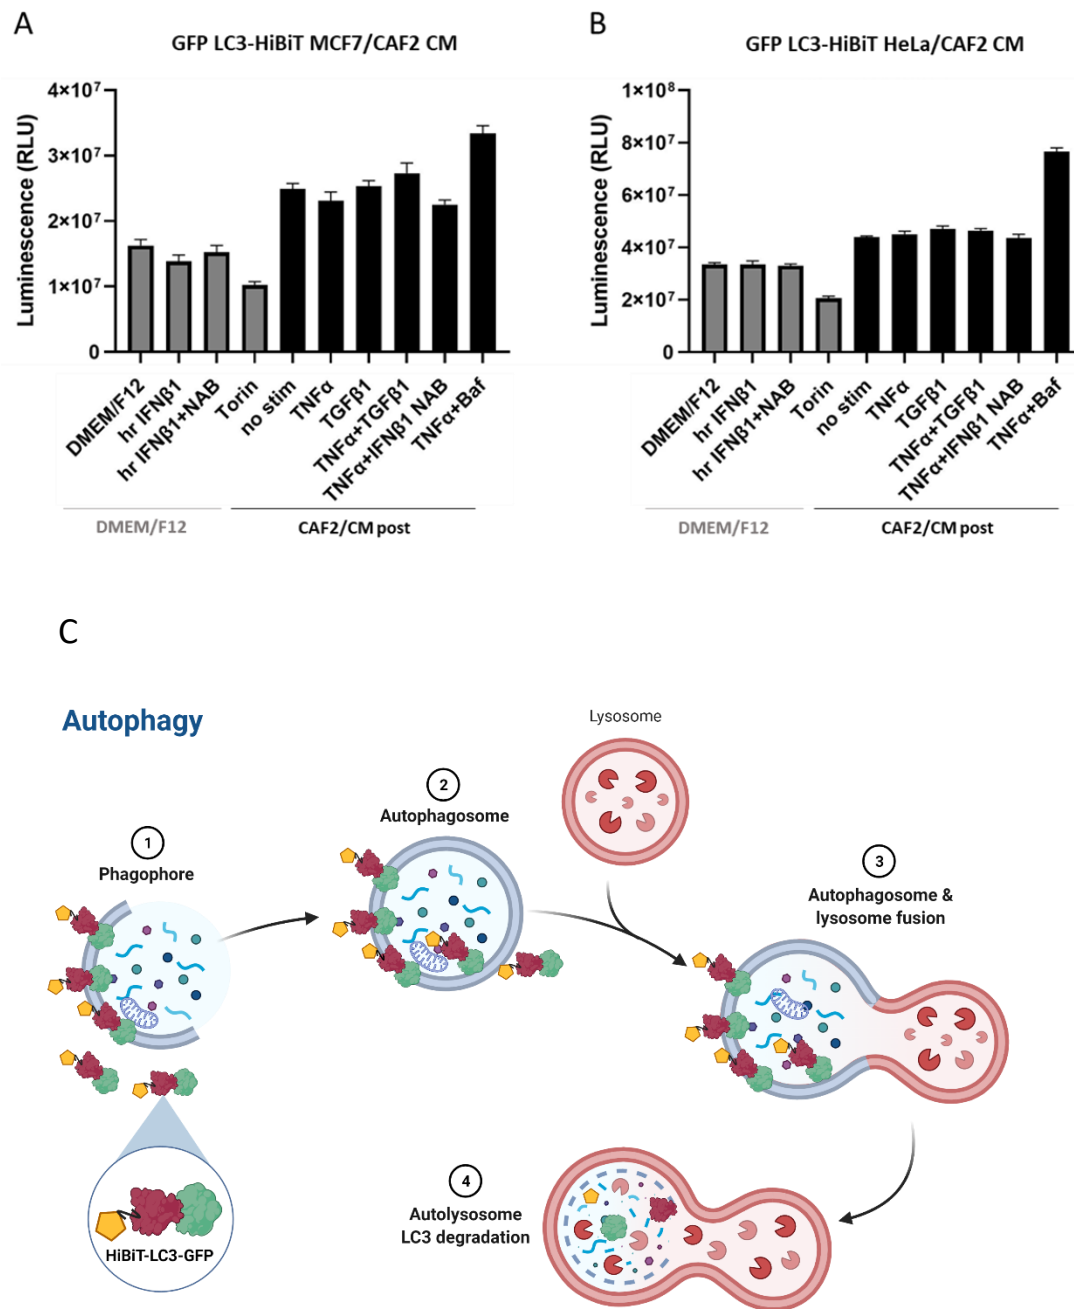 A
GFP LC3-HiBiT MCF7/CAF2 CM
Luminescence (RLU)
4×10⁷
3×10⁷
2×10⁷
1×10⁷
0
DMEM/F12
hr IFNβ1
hr IFNβ1+NAB
Torin
no stim
TNFα
TGFβ1
TNFα+TGFβ1
TNFα+IFNβ1 NAB
TNFα+Baf
DMEM/F12
CAF2/CM post
B
GFP LC3-HiBiT HeLa/CAF2 CM
Luminescence (RLU)
1×10⁸
8×10⁷
6×10⁷
4×10⁷
2×10⁷
0
DMEM/F12
hr IFNβ1
hr IFNβ1+NAB
Torin
no stim
TNFα
TGFβ1
TNFα+TGFβ1
TNFα+IFNβ1 NAB
TNFα+Baf
DMEM/F12
CAF2/CM post
C
Autophagy
Lysosome
1
Phagophore
2
Autophagosome
3
Autophagosome &
lysosome fusion
4
Autolysosome
LC3 degradation
HiBiT-LC3-GFP